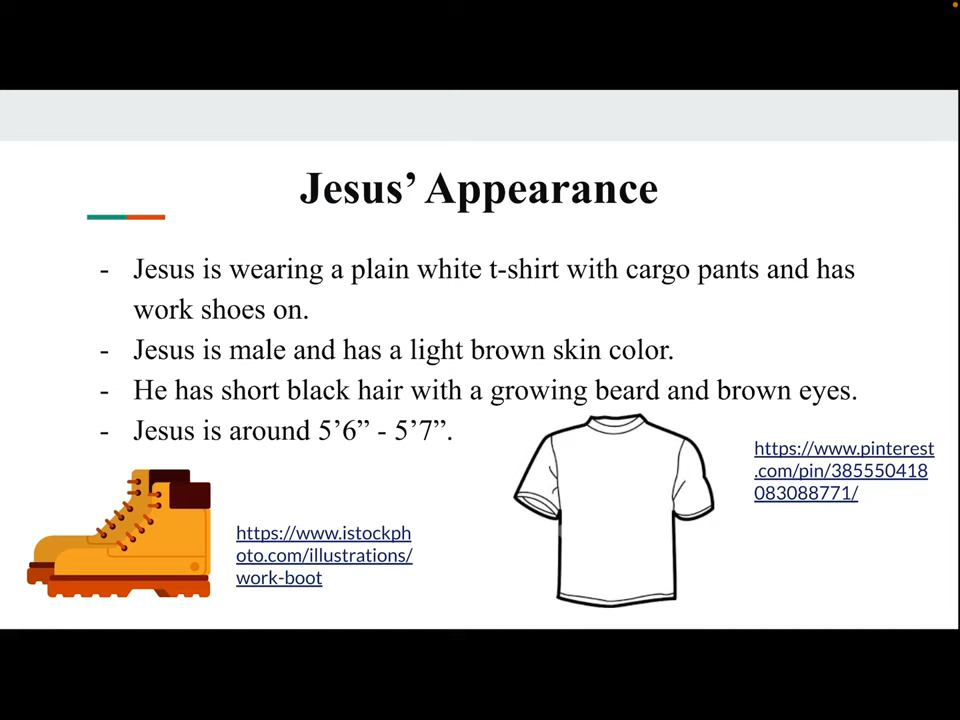 Jesus’ Appearance
- Jesus is wearing a plain white t-shirt with cargo pants and has
work shoes on.
- Jesus is male and has a light brown skin color.
- He has short black hair with a growing beard and brown eyes.
- Jesus is around 5’6” - 5’7”.
https://www.pinterest
.com/pin/385550418
083088771/
https://www.istockph
oto.com/illustrations/
work-boot